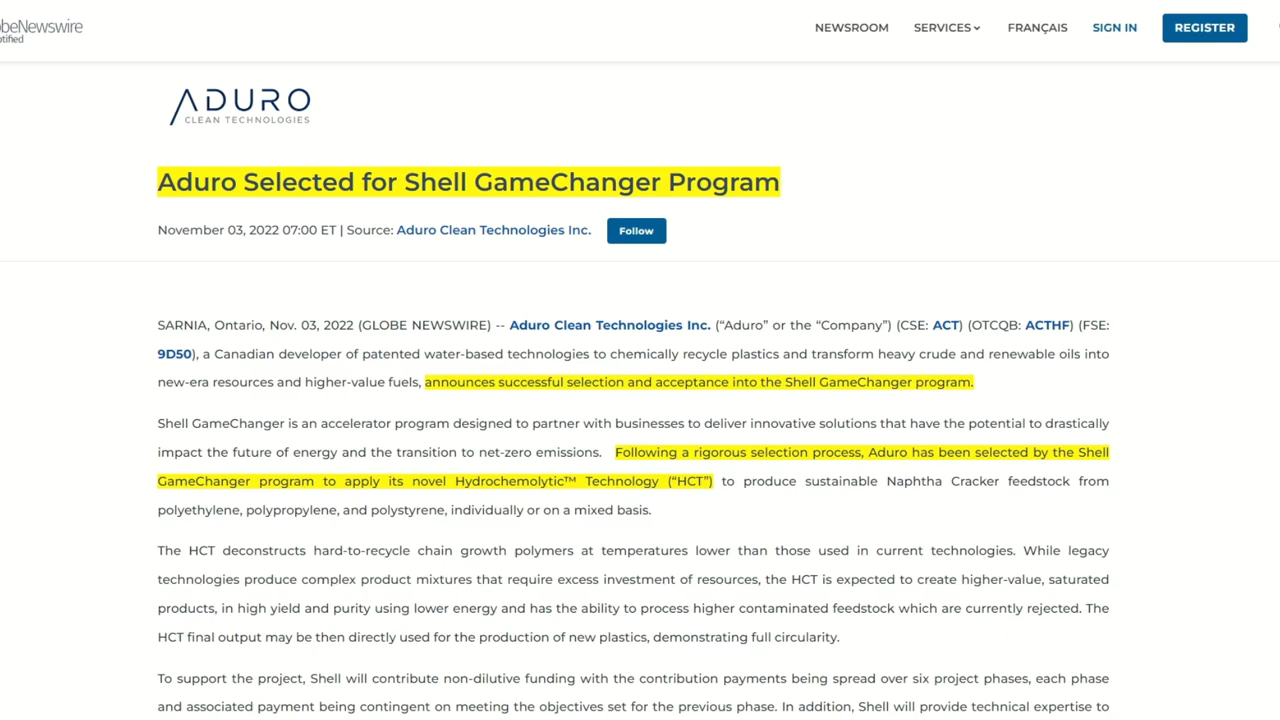 beNewswire
NEWSROOM SERVICES FRANÇAIS SIGN IN REGISTER
ADURO
CLEAN TECHNOLOGIES
Aduro Selected for Shell GameChanger Program
November 03, 2022 07:00 ET | Source: Aduro Clean Technologies Inc. Follow
SARNIA, Ontario, Nov. 03, 2022 (GLOBE NEWSWIRE) -- Aduro Clean Technologies Inc. (“Aduro” or the “Company”) (CSE: ACT) (OTCQB: ACTHF) (FSE:
9D50), a Canadian developer of patented water-based technologies to chemically recycle plastics and transform heavy crude and renewable oils into
new-era resources and higher-value fuels, announces successful selection and acceptance into the Shell GameChanger program.
Shell GameChanger is an accelerator program designed to partner with businesses to deliver innovative solutions that have the potential to drastically
impact the future of energy and the transition to net-zero emissions. Following a rigorous selection process, Aduro has been selected by the Shell
GameChanger program to apply its novel Hydrochemolytic™ Technology (“HCT”) to produce sustainable Naphtha Cracker feedstock from
polyethylene, polypropylene, and polystyrene, individually or on a mixed basis.
The HCT deconstructs hard-to-recycle chain growth polymers at temperatures lower than those used in current technologies. While legacy
technologies produce complex product mixtures that require excess investment of resources, the HCT is expected to create higher-value, saturated
products, in high yield and purity using lower energy and has the ability to process higher contaminated feedstock which are currently rejected. The
HCT final output may be then directly used for the production of new plastics, demonstrating full circularity.
To support the project, Shell will contribute non-dilutive funding with the contribution payments being spread over six project phases, each phase
and associated payment being contingent on meeting the objectives set for the previous phase. In addition, Shell will provide technical expertise to